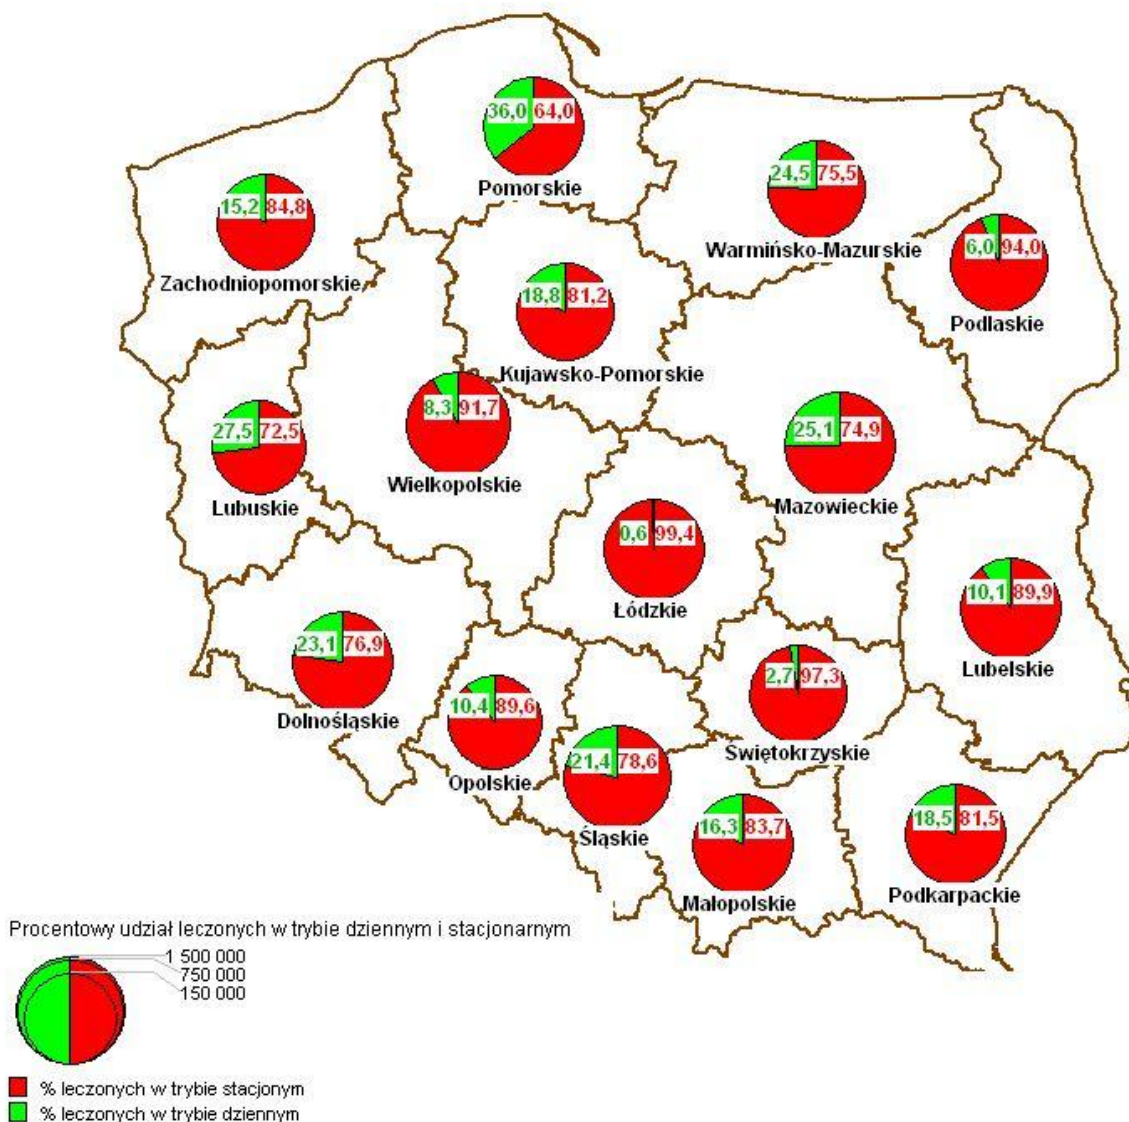 36,0 64,0
Pomorskie
24,5 75,5
Warmińsko-Mazurskie
15,2 84,8
Zachodniopomorskie
6,0 94,0
Podlaskie
18,8 81,2
Kujawsko-Pomorskie
8,3 91,7
Wielkopolskie
27,5 72,5
Lubuskie
25,1 74,9
Mazowieckie
0,6 99,4
Łódzkie
10,1 89,9
Lubelskie
23,1 76,9
Dolnośląskie
10,4 89,6
Opolskie
2,7 97,3
Świętokrzyskie
21,4 78,6
Śląskie
16,3 83,7
Małopolskie
18,5 81,5
Podkarpackie
Procentowy udział leczonych w trybie dziennym i stacjonarnym
1 500 000
750 000
150 000
% leczonych w trybie stacjonym
% leczonych w trybie dziennym